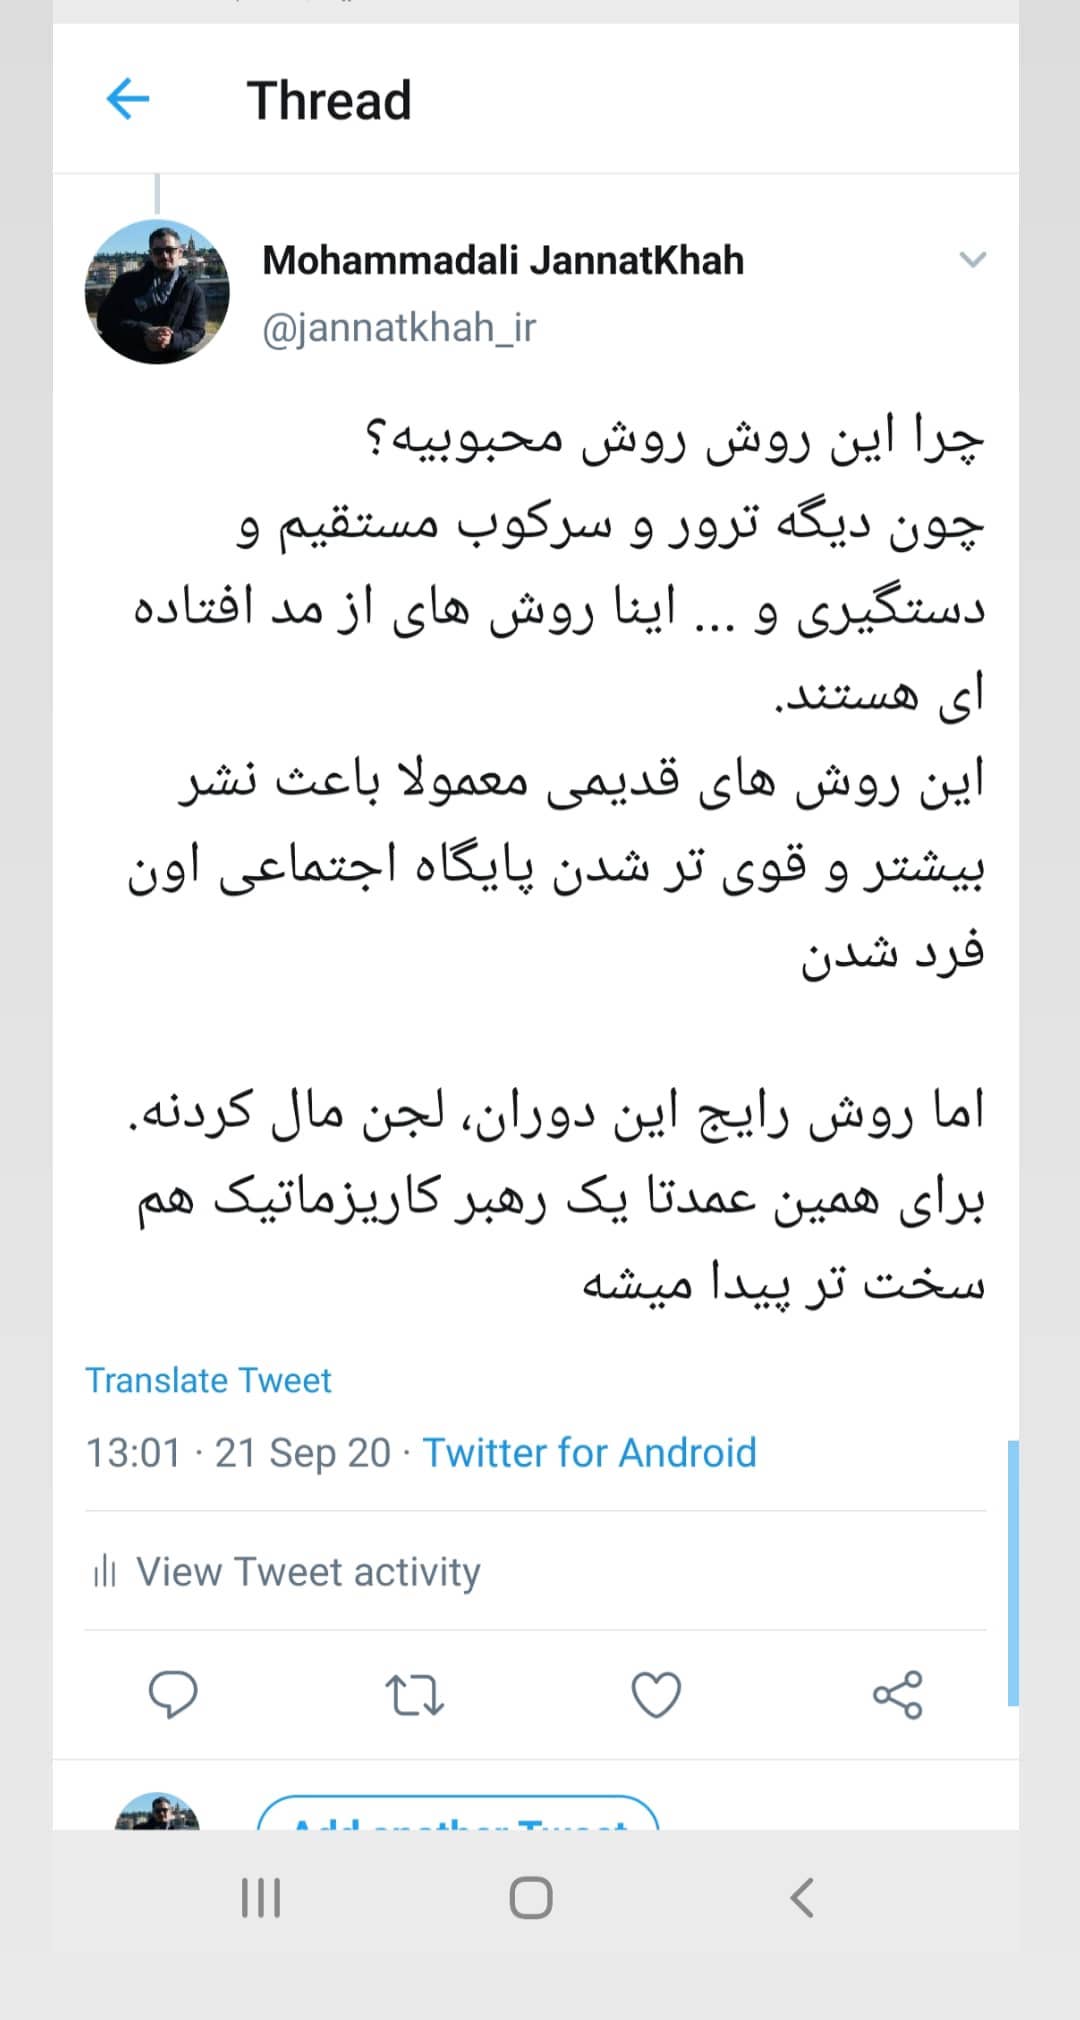 Thread
Mohammadali JannatKhah
@jannatkhah_ir
چرا این روش روش محبوبیه؟
چون دیگه ترور و سرکوب مستقیم و
دستگیری و ... اینا روش های از مد افتاده
ای هستند.
این روش های قدیمی معمولا باعث نشر
بیشتر و قوی تر شدن پایگاه اجتماعی اون
فرد شدن
اما روش رایج این دوران، لجن مال کردنه.
برای همین عمدتا یک رهبر کاریزماتیک هم
سخت تر پیدا میشه
Translate Tweet
13:01 · 21 Sep 20 · Twitter for Android
View Tweet activity
Add another Tweet